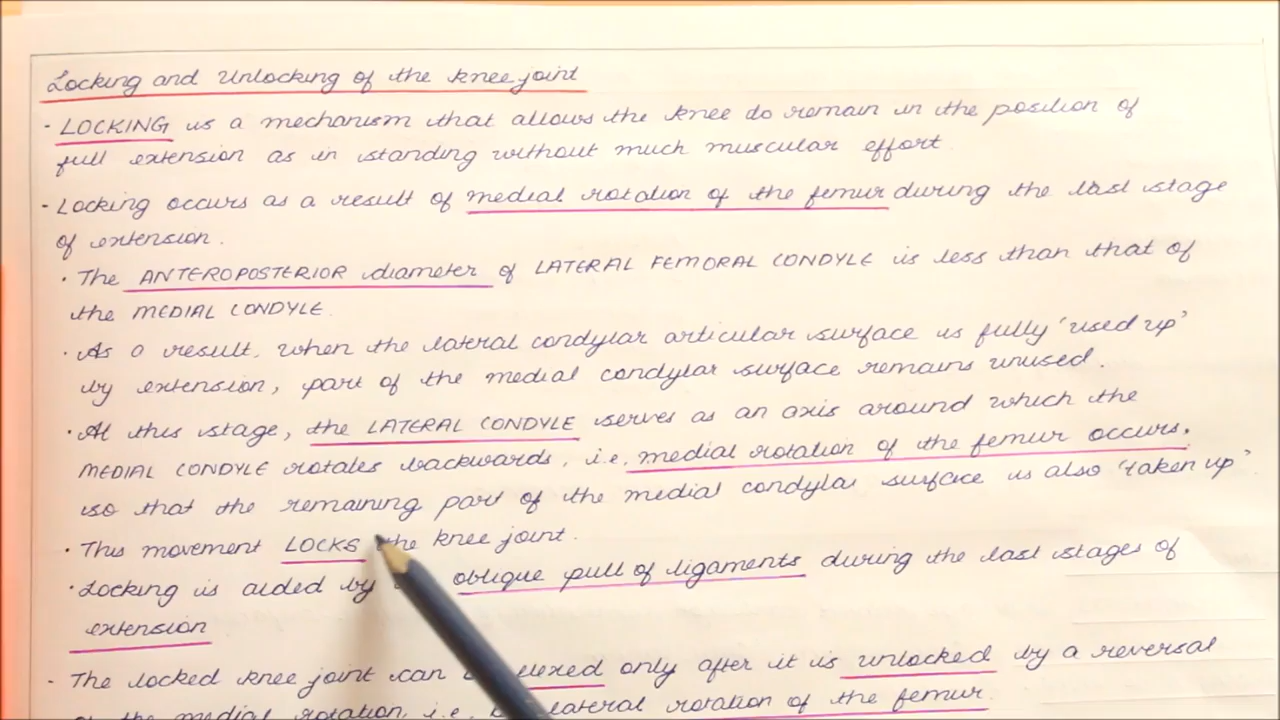 Locking and Unlocking of the knee joint
- LOCKING is a mechanism that allows the knee do remain in the position of
full extension as in standing without much muscular effort.
- Locking occurs as a result of medial rotation of the femur during the last stage
of extension.
• The ANTEROPOSTERIOR diameter of LATERAL FEMORAL CONDYLE is less than that of
the MEDIAL CONDYLE.
• As a result, when the lateral condylar articular surface is fully 'used up'
by extension, part of the medial condylar surface remains unused.
• At this stage, the LATERAL CONDYLE serves as an axis around which the
MEDIAL CONDYLE rotates backwards, i.e, medial rotation of the femur occurs.
so that the remaining part of the medial condylar surface is also 'taken up'
• This movement LOCKS the knee joint.
• Locking is aided by oblique pull of ligaments during the last stages of
extension
- The locked knee joint can only after it is unlocked by a reversal
of the medial rotation, i.e, lateral rotation of the femur.